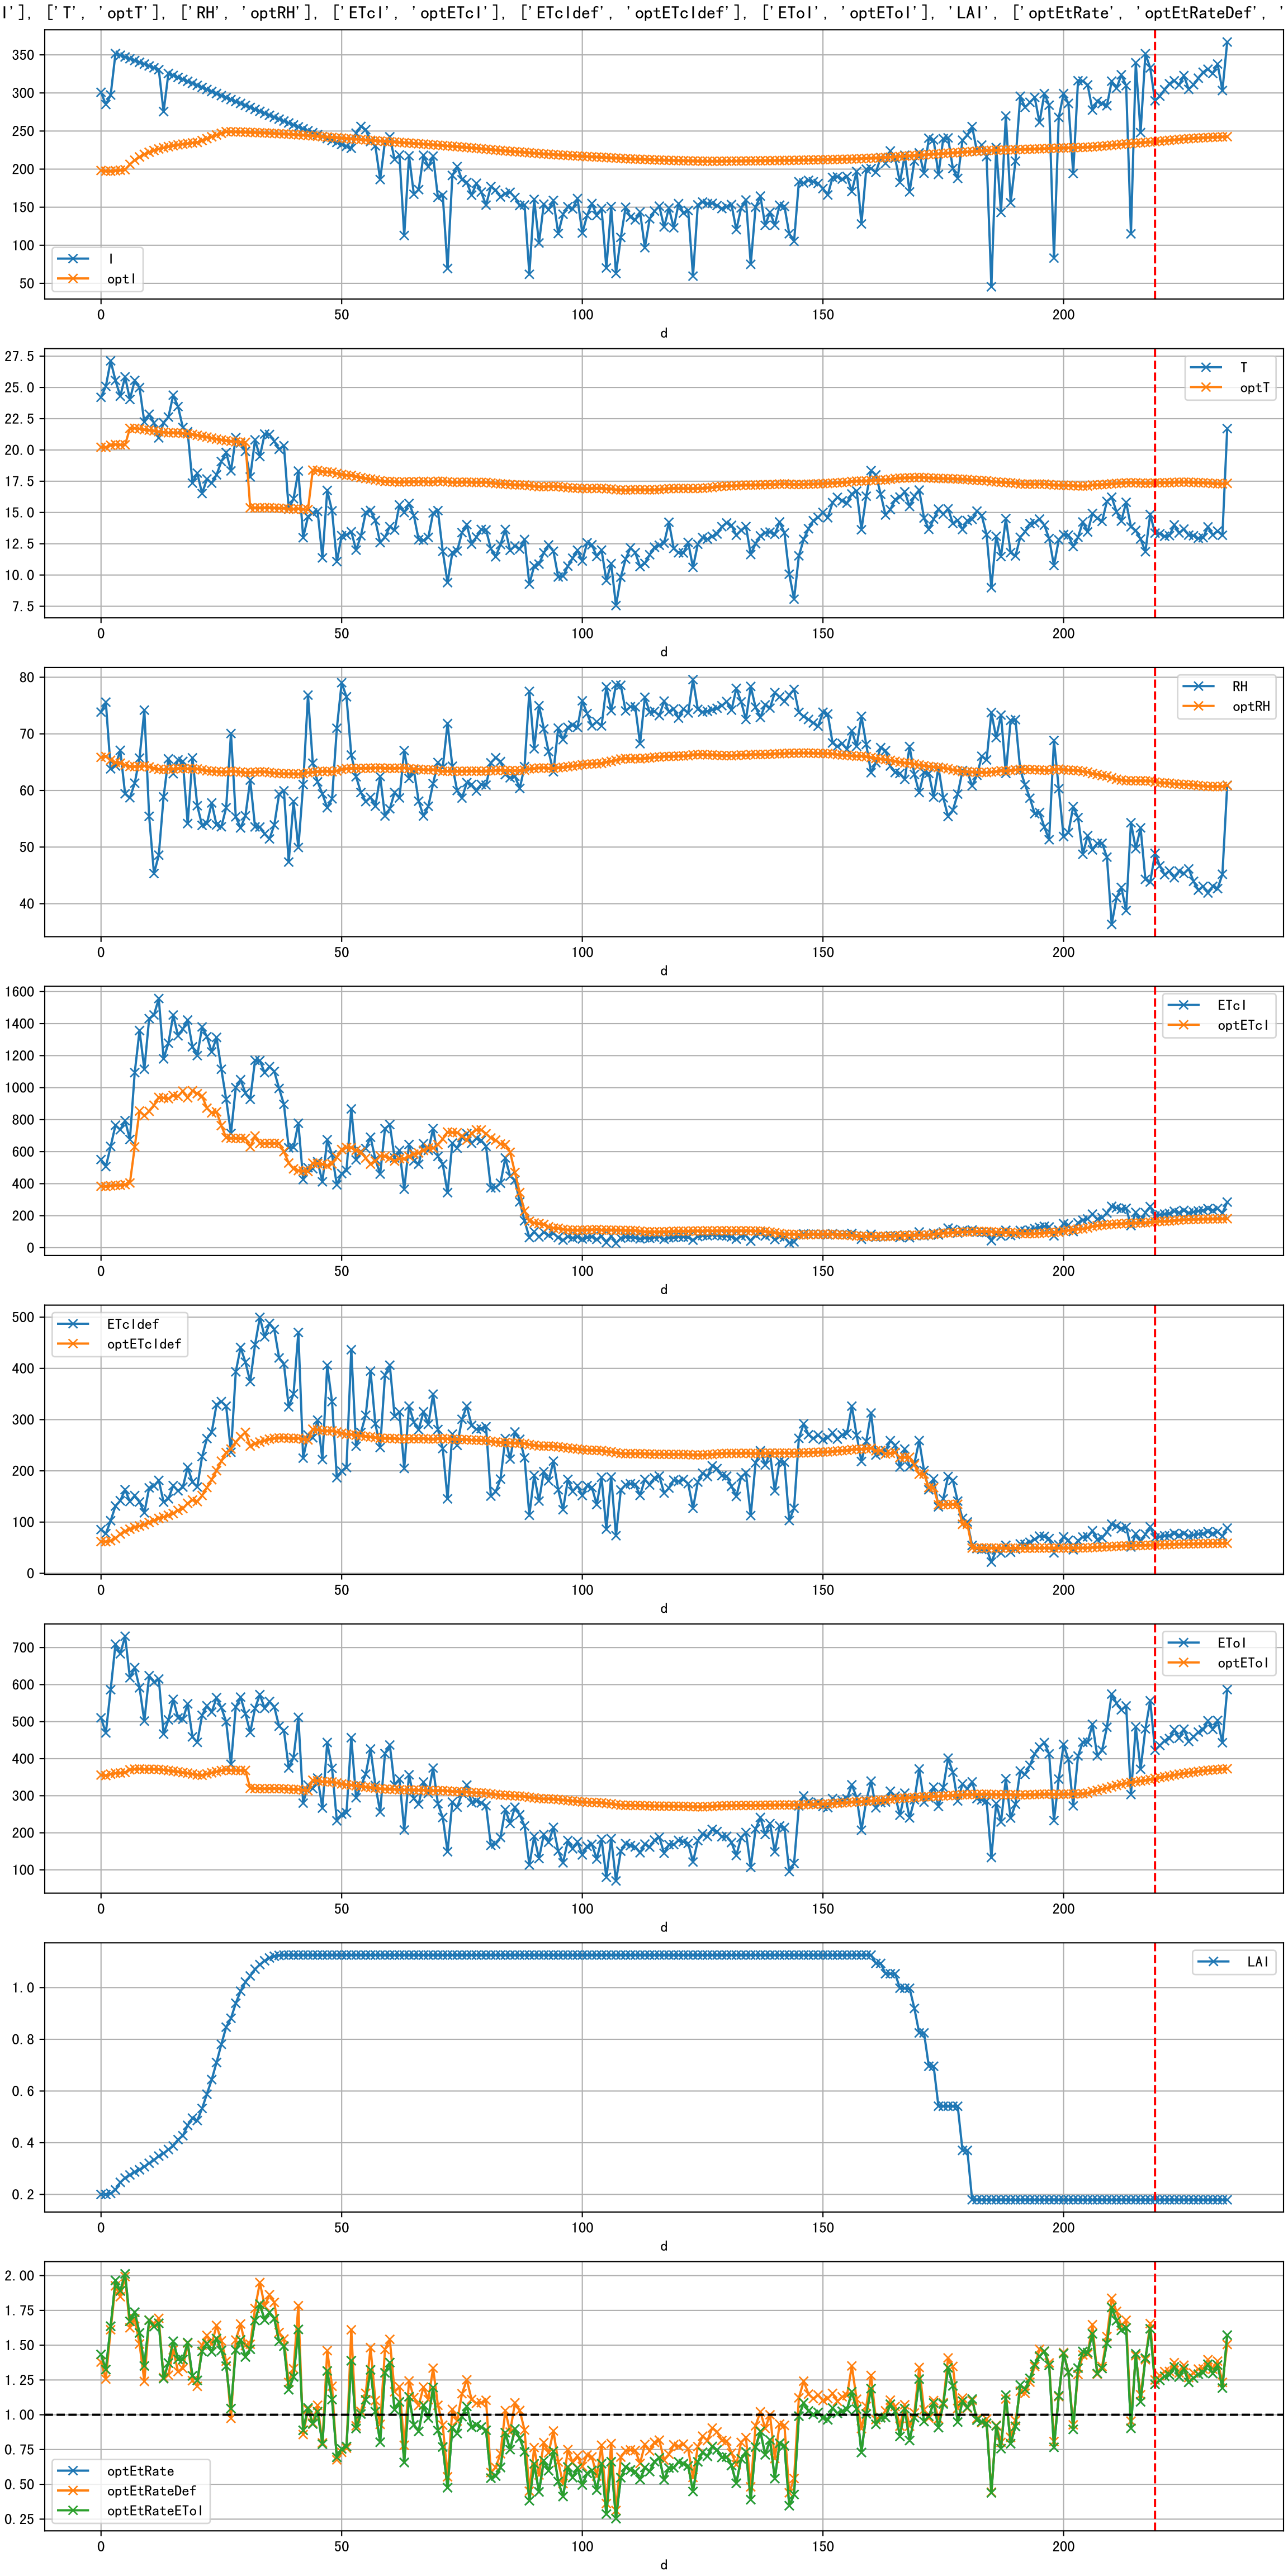 I'], ['T', 'optT'], ['RH', 'optRH'], ['ETcI', 'optETcI'], ['ETcIdef', 'optETcIdef'], ['EToI', 'optEToI'], 'LAI', ['optEtRate', 'optEtRateDef', '
350
300
250
200
150
100
50
I
optI
0 50 100 150 200
d
27.5
25.0
22.5
20.0
17.5
15.0
12.5
10.0
7.5
T
optT
0 50 100 150 200
d
80
70
60
50
40
RH
optRH
0 50 100 150 200
d
1600
1400
1200
1000
800
600
400
200
0
ETcI
optETcI
0 50 100 150 200
d
500
400
300
200
100
0
ETcIdef
optETcIdef
0 50 100 150 200
d
700
600
500
400
300
200
100
EToI
optEToI
0 50 100 150 200
d
1.0
0.8
0.6
0.4
0.2
LAI
0 50 100 150 200
d
2.00
1.75
1.50
1.25
1.00
0.75
0.50
0.25
optEtRate
optEtRateDef
optEtRateEToI
0 50 100 150 200
d